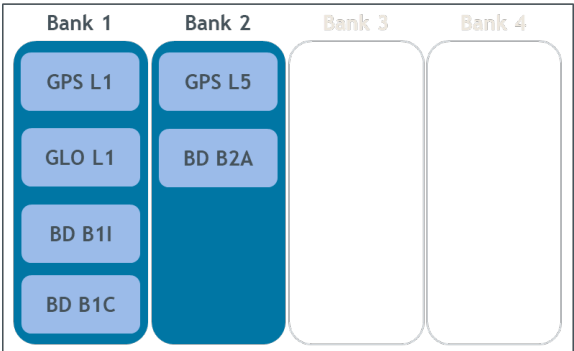 Bank 1 Bank 2 Bank 3 Bank 4
GPS L1 GPS L5
GLO L1 BD B2A
BD B1I
BD B1C